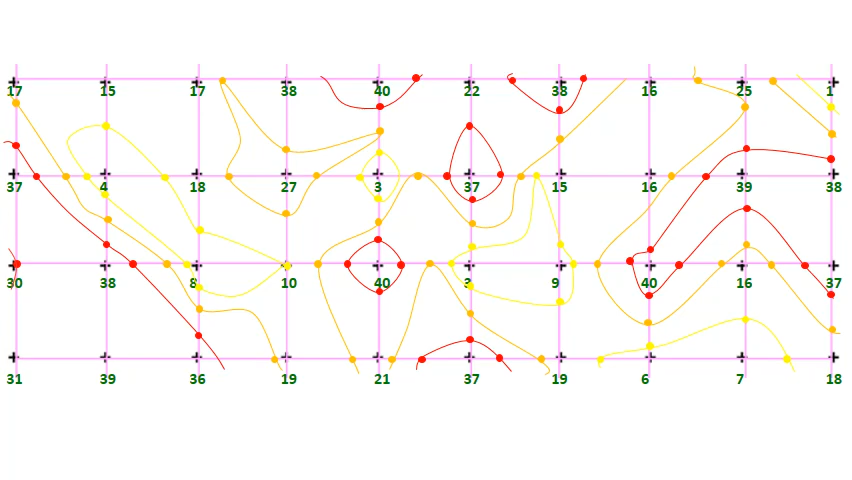 17 15 17 38 40 22 38 16 25 1
37 4 18 27 3 37 15 16 39 38
30 38 8 10 40 3 9 40 16 37
31 39 36 19 21 37 19 6 7 18